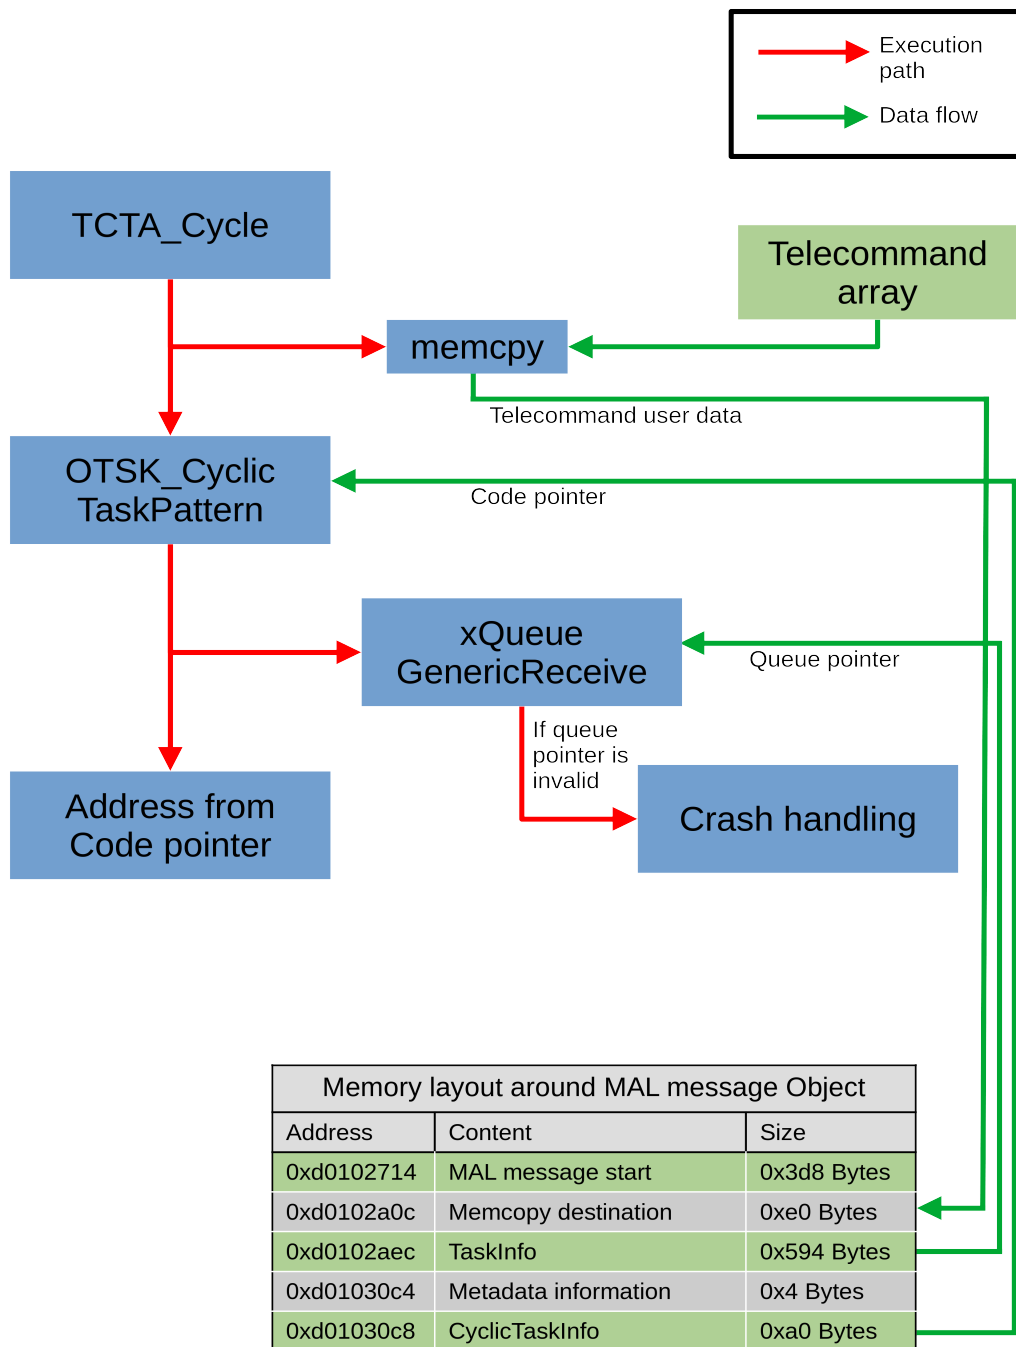 Execution
path
Data flow
TCTA_Cycle
Telecommand
array
memcpy
Telecommand user data
OTSK_Cyclic
TaskPattern
Code pointer
xQueue
GenericReceive
Queue pointer
If queue
pointer is
invalid
Address from
Code pointer
Crash handling
Memory layout around MAL message Object
Address Content Size
0xd0102714 MAL message start 0x3d8 Bytes
0xd0102a0c Memcopy destination 0xe0 Bytes
0xd0102aec TaskInfo 0x594 Bytes
0xd01030c4 Metadata information 0x4 Bytes
0xd01030c8 CyclicTaskInfo 0xa0 Bytes